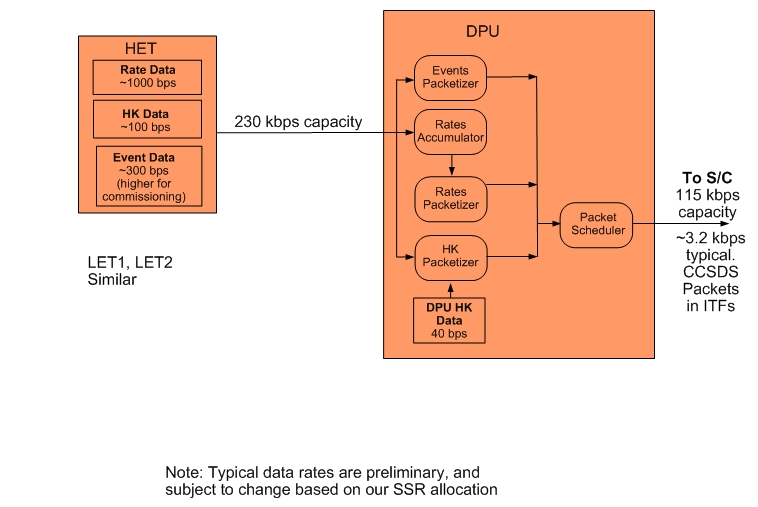 HET
Rate Data
~1000 bps
HK Data
~100 bps
Event Data
~300 bps
(higher for
commissioning)
LET1, LET2
Similar
230 kbps capacity
DPU
Events
Packetizer
Rates
Accumulator
Rates
Packetizer
HK
Packetizer
DPU HK
Data
40 bps
Packet
Scheduler
To S/C
115 kbps
capacity
~3.2 kbps
typical.
CCSDS
Packets
in ITFs
Note: Typical data rates are preliminary, and
subject to change based on our SSR allocation